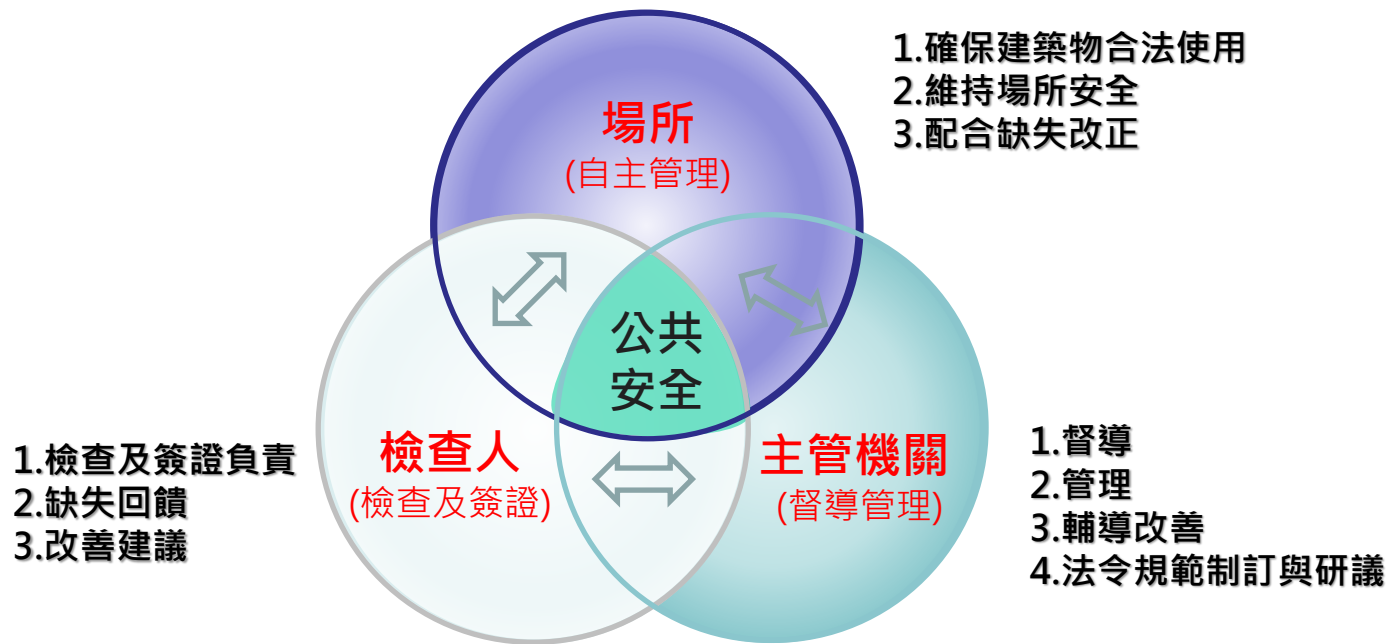 場所
(自主管理)
1.確保建築物合法使用
2.維持場所安全
3.配合缺失改正
公共
安全
檢查人
(檢查及簽證)
1.檢查及簽證負責
2.缺失回饋
3.改善建議
主管機關
(督導管理)
1.督導
2.管理
3.輔導改善
4.法令規範制訂與研議